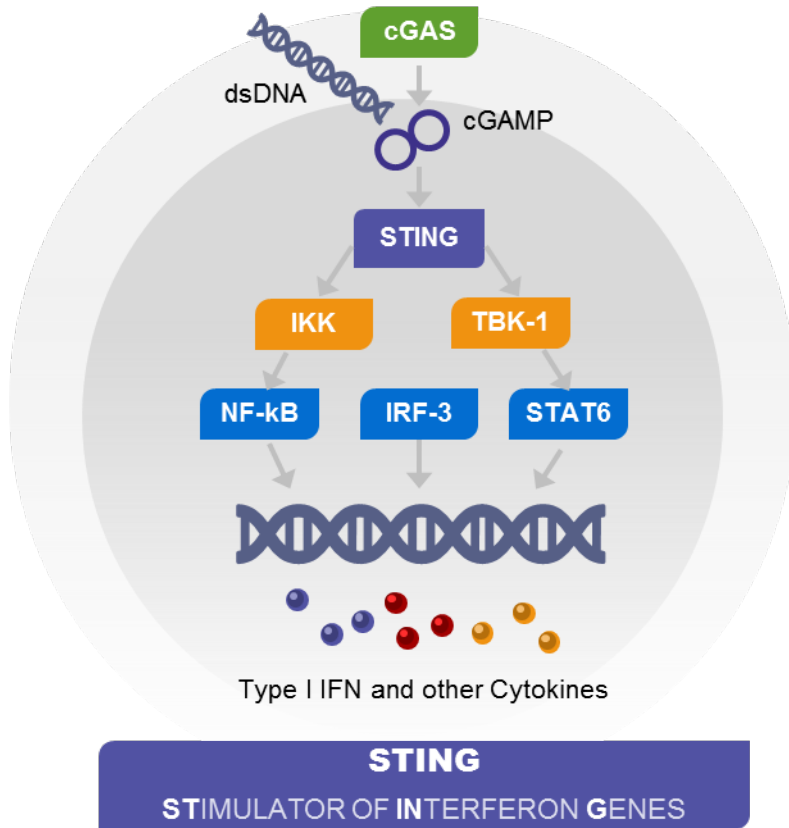 cGAS
dsDNA
cGAMP
STING
IKK
TBK-1
NF-kB
IRF-3
STAT6
Type I IFN and other Cytokines
STING
STIMULATOR OF INTERFERON GENES